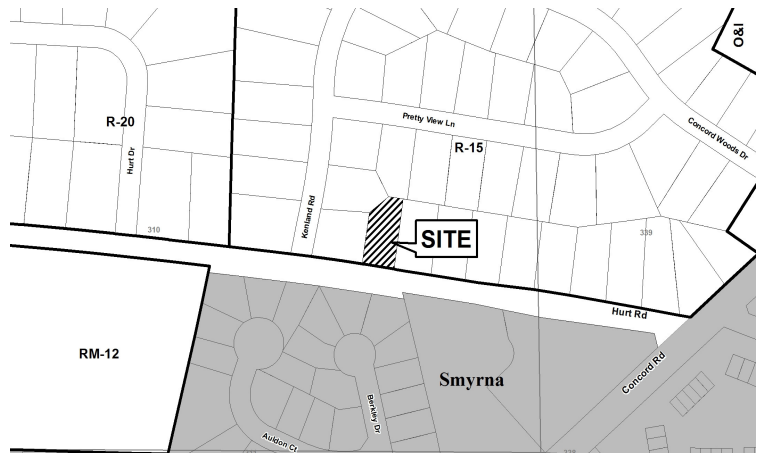 O&I
R-20
Pretty View Ln
Concord Woods Dr
R-15
Hurt Dr
Kenland Rd
310
SITE
339
Hurt Rd
RM-12
Smyrna
Concord Rd
Berkley Dr
Auldon Ct
338